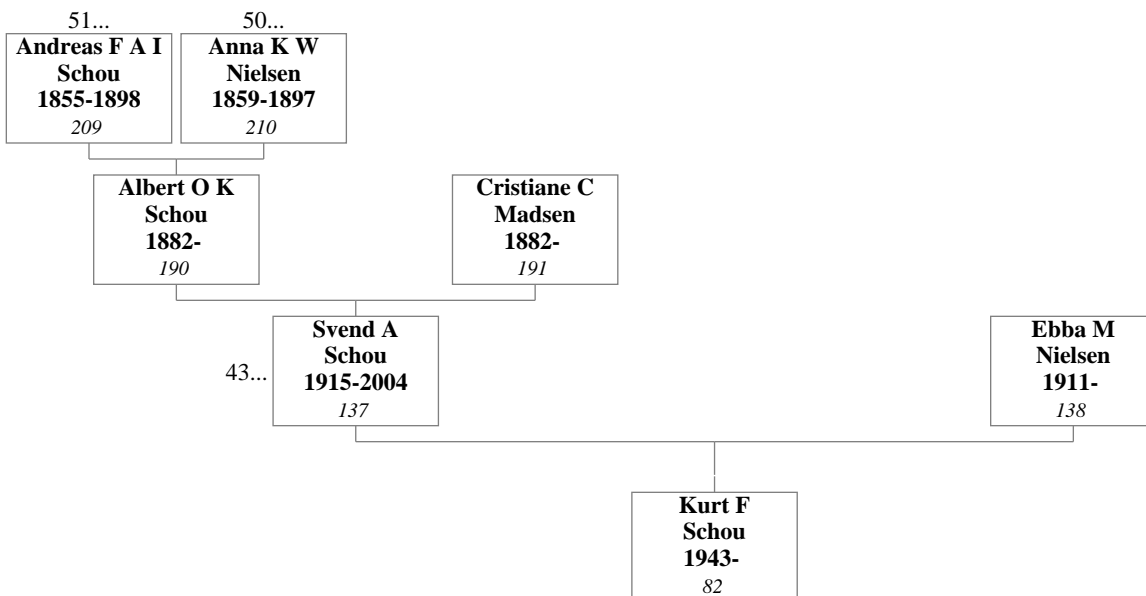 51...
Andreas F A I
Schou
1855-1898
209
50...
Anna K W
Nielsen
1859-1897
210
Albert O K
Schou
1882-
190
Cristiane C
Madsen
1882-
191
43...
Svend A
Schou
1915-2004
137
Ebba M
Nielsen
1911-
138
Kurt F
Schou
1943-
82